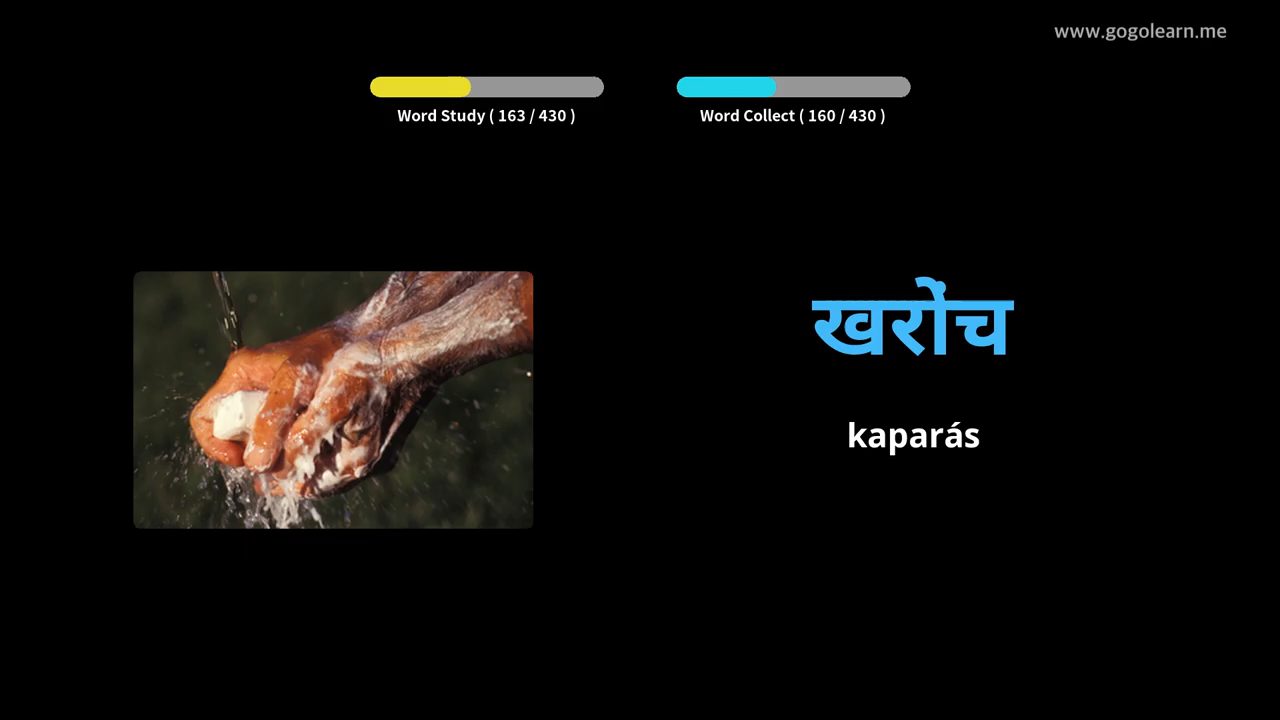 www.gogolearn.me
Word Study ( 163 / 430 )
Word Collect ( 160 / 430 )
खरोंच
kaparás